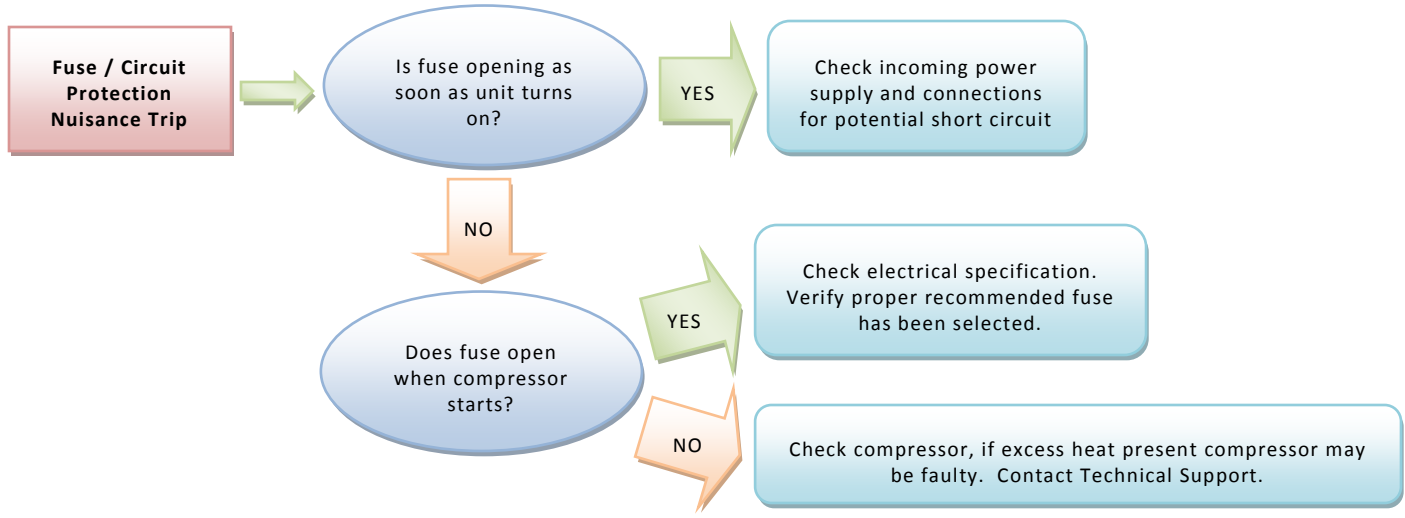 Fuse / Circuit
Protection
Nuisance Trip
Is fuse opening as
soon as unit turns
on?
YES
Check incoming power
supply and connections
for potential short circuit
NO
Does fuse open
when compressor
starts?
YES
Check electrical specification.
Verify proper recommended fuse
has been selected.
NO
Check compressor, if excess heat present compressor may
be faulty.  Contact Technical Support.